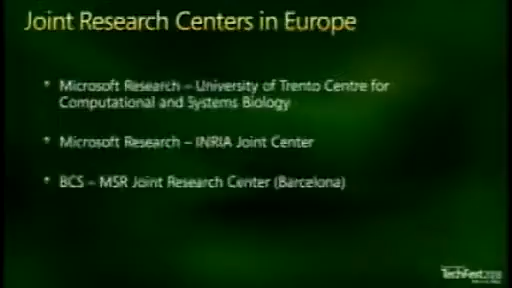 Joint Research Centers in Europe
Microsoft Research – University of Trento Centre for
Computational and Systems Biology
Microsoft Research – INRIA Joint Center
BCS – MSR Joint Research Center (Barcelona)
TechFest2008